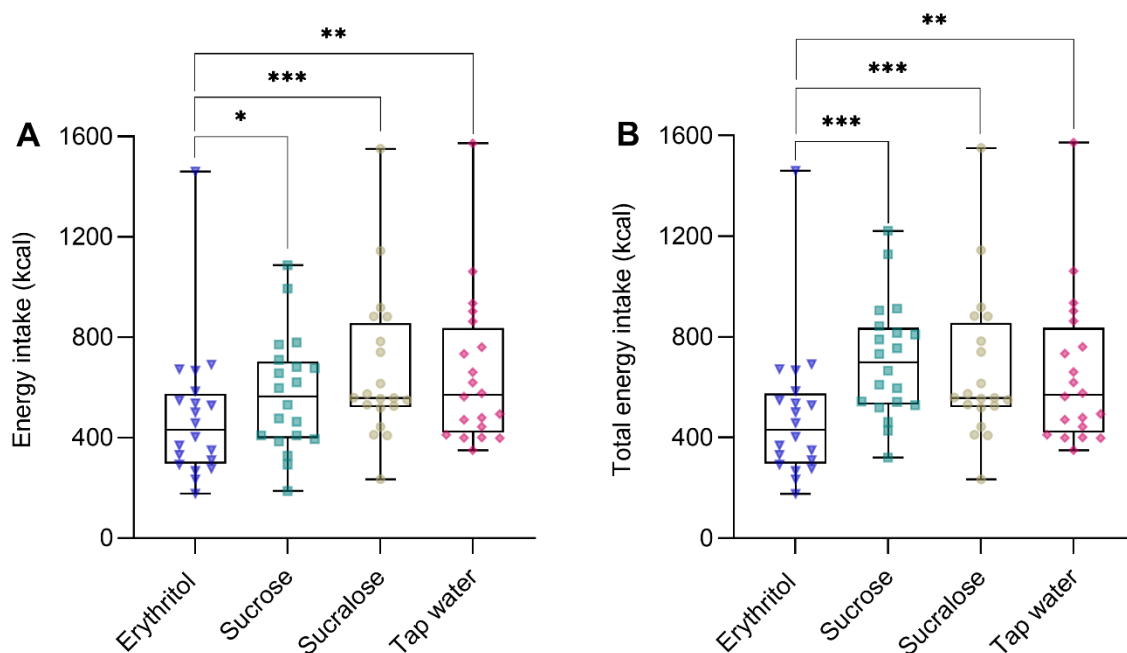 A
Energy intake (kcal)
1600
1200
800
400
0
*
***
**
Erythritol
Sucrose
Sucralose
Tap water
B
Total energy intake (kcal)
1600
1200
800
400
0
***
***
**
Erythritol
Sucrose
Sucralose
Tap water